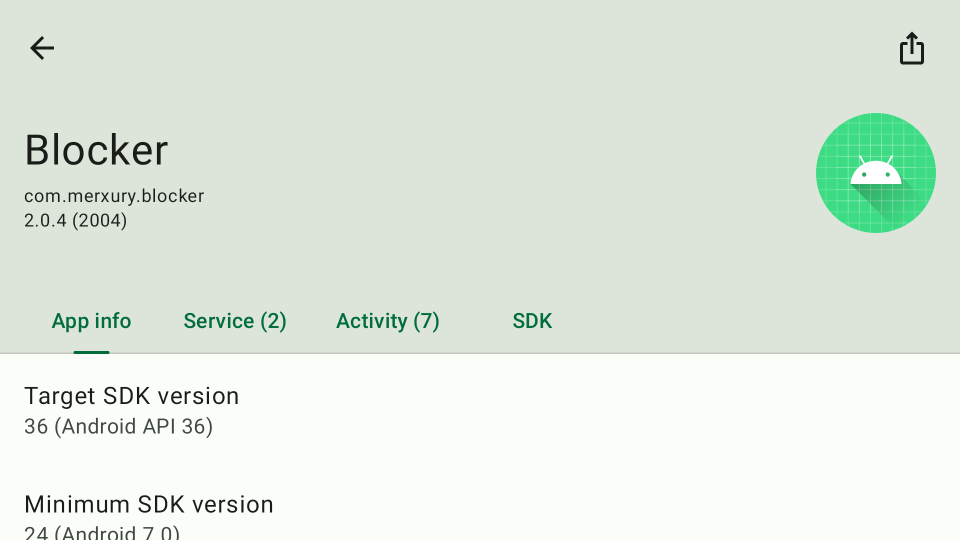 Blocker
com.merxury.blocker
2.0.4 (2004)
App info
Service (2)
Activity (7)
SDK
Target SDK version
36 (Android API 36)
Minimum SDK version
24 (Android 7.0)